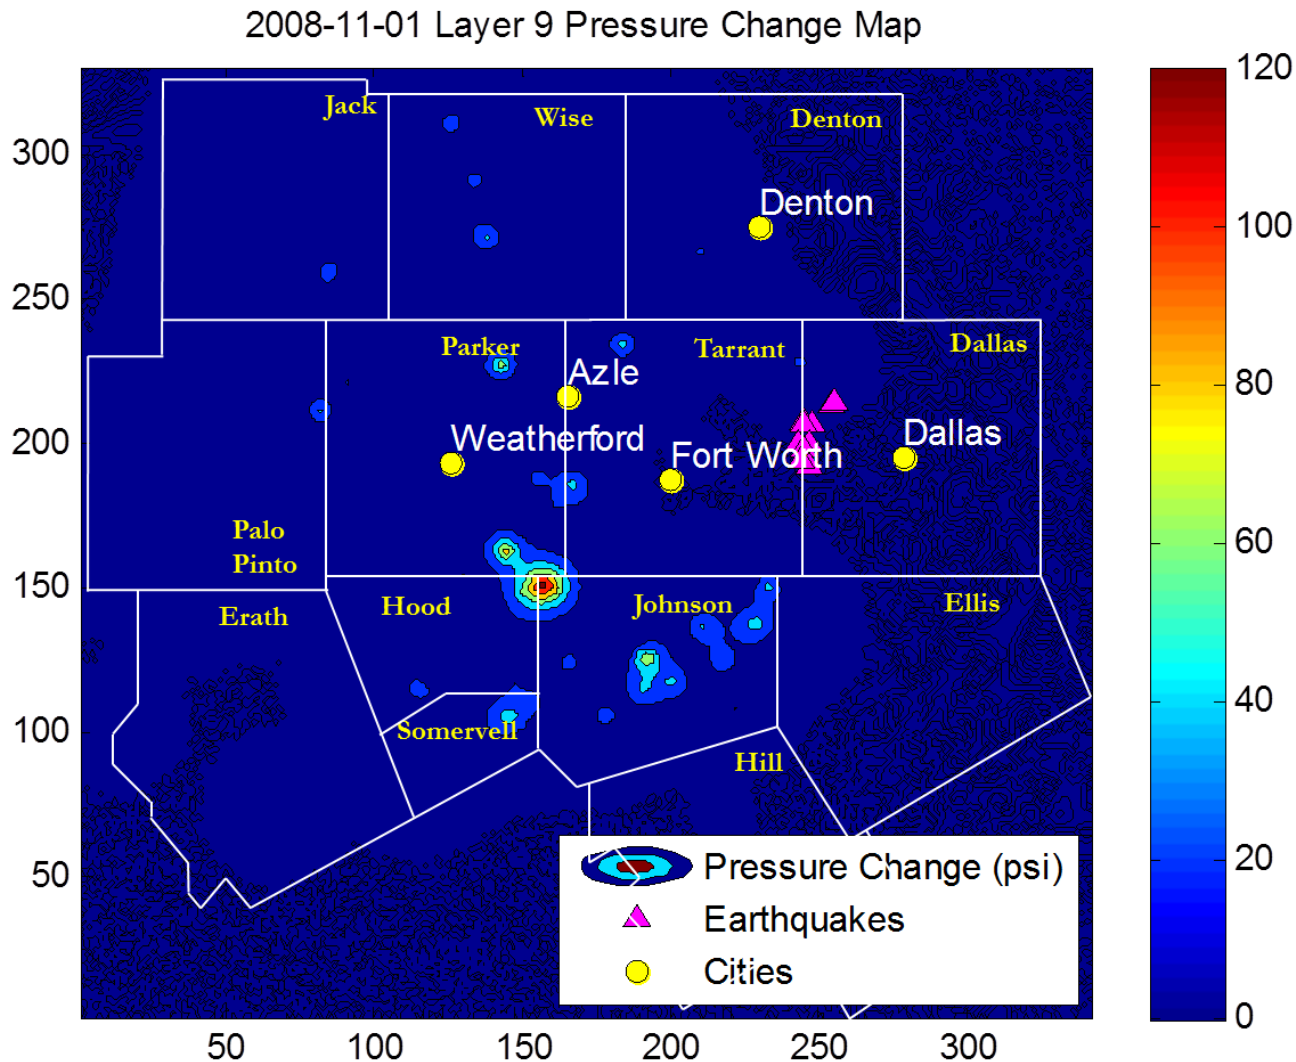 2008-11-01 Layer 9 Pressure Change Map
120
100
80
60
40
20
0
300
250
200
150
100
50
Jack
Wise
Denton
Denton
Parker
Tarrant
Dallas
Azle
Weatherford
Fort Worth
Dallas
Palo
Pinto
Erath
Hood
Johnson
Ellis
Somervell
Hill
Pressure Change (psi)
Earthquakes
Cities
50
100
150
200
250
300